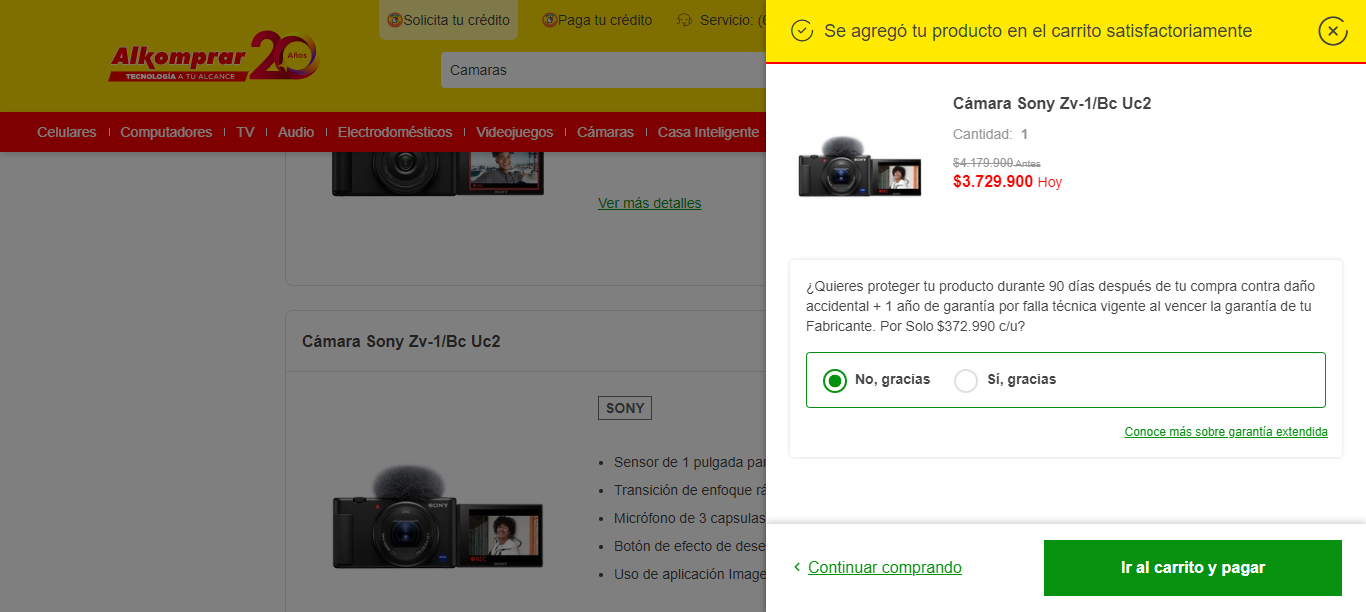 Solicita tu crédito
Paga tu crédito
Servicio: (6
Alkomprar 20 Años
TECNOLOGÍA A TU ALCANCE
Camaras
Celulares
Computadores
TV
Audio
Electrodomésticos
Videojuegos
Cámaras
Casa Inteligente
Ver más detalles
Cámara Sony Zv-1/Bc Uc2
SONY
Sensor de 1 pulgada par
Transición de enfoque rá
Micrófono de 3 capsulas
Botón de efecto de dese
Uso de aplicación Image
SONY
REC
Se agregó tu producto en el carrito satisfactoriamente
SONY
Cámara Sony Zv-1/Bc Uc2
Cantidad: 1
$4.179.900 Antes
$3.729.900 Hoy
¿Quieres proteger tu producto durante 90 días después de tu compra contra daño
accidental + 1 año de garantía por falla técnica vigente al vencer la garantía de tu
Fabricante. Por Solo $372.990 c/u?
No, gracias
Sí, gracias
Conoce más sobre garantía extendida
Continuar comprando
Ir al carrito y pagar